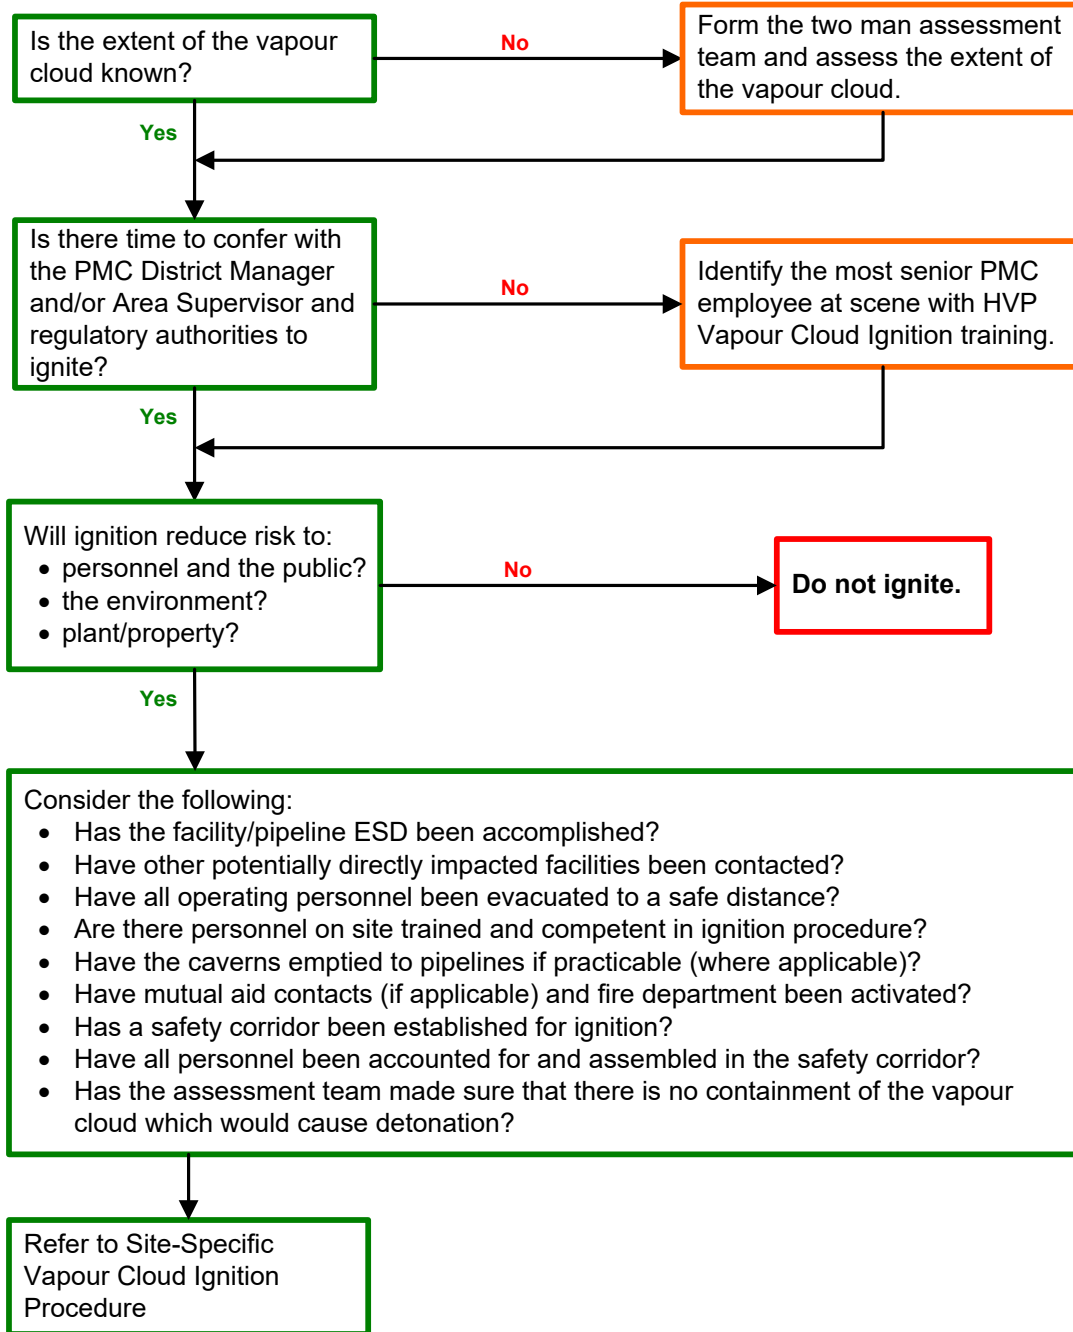 Is the extent of the vapour
cloud known?
No
Form the two man assessment
team and assess the extent of
the vapour cloud.
Yes
Is there time to confer with
the PMC District Manager
and/or Area Supervisor and
regulatory authorities to
ignite?
No
Identify the most senior PMC
employee at scene with HVP
Vapour Cloud Ignition training.
Yes
Will ignition reduce risk to:
• personnel and the public?
• the environment?
• plant/property?
No
Do not ignite.
Yes
Consider the following:
• Has the facility/pipeline ESD been accomplished?
• Have other potentially directly impacted facilities been contacted?
• Have all operating personnel been evacuated to a safe distance?
• Are there personnel on site trained and competent in ignition procedure?
• Have the caverns emptied to pipelines if practicable (where applicable)?
• Have mutual aid contacts (if applicable) and fire department been activated?
• Has a safety corridor been established for ignition?
• Have all personnel been accounted for and assembled in the safety corridor?
• Has the assessment team made sure that there is no containment of the vapour
cloud which would cause detonation?
Refer to Site-Specific
Vapour Cloud Ignition
Procedure